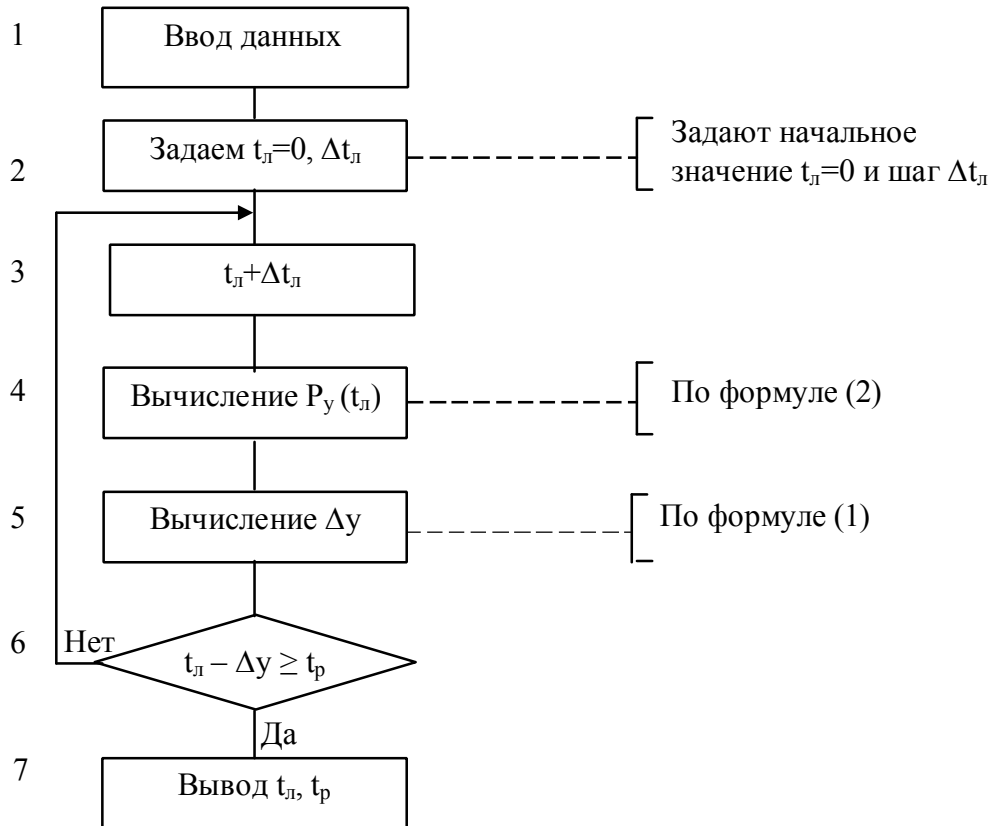 1
Ввод данных
2
Задаем tл=0, Δtл
Задают начальное
значение tл=0 и шаг Δtл
3
tл+Δtл
4
Вычисление Pу (tл)
По формуле (2)
5
Вычисление Δу
По формуле (1)
6
Нет
tл – Δу ≥ tр
Да
7
Вывод tл, tр